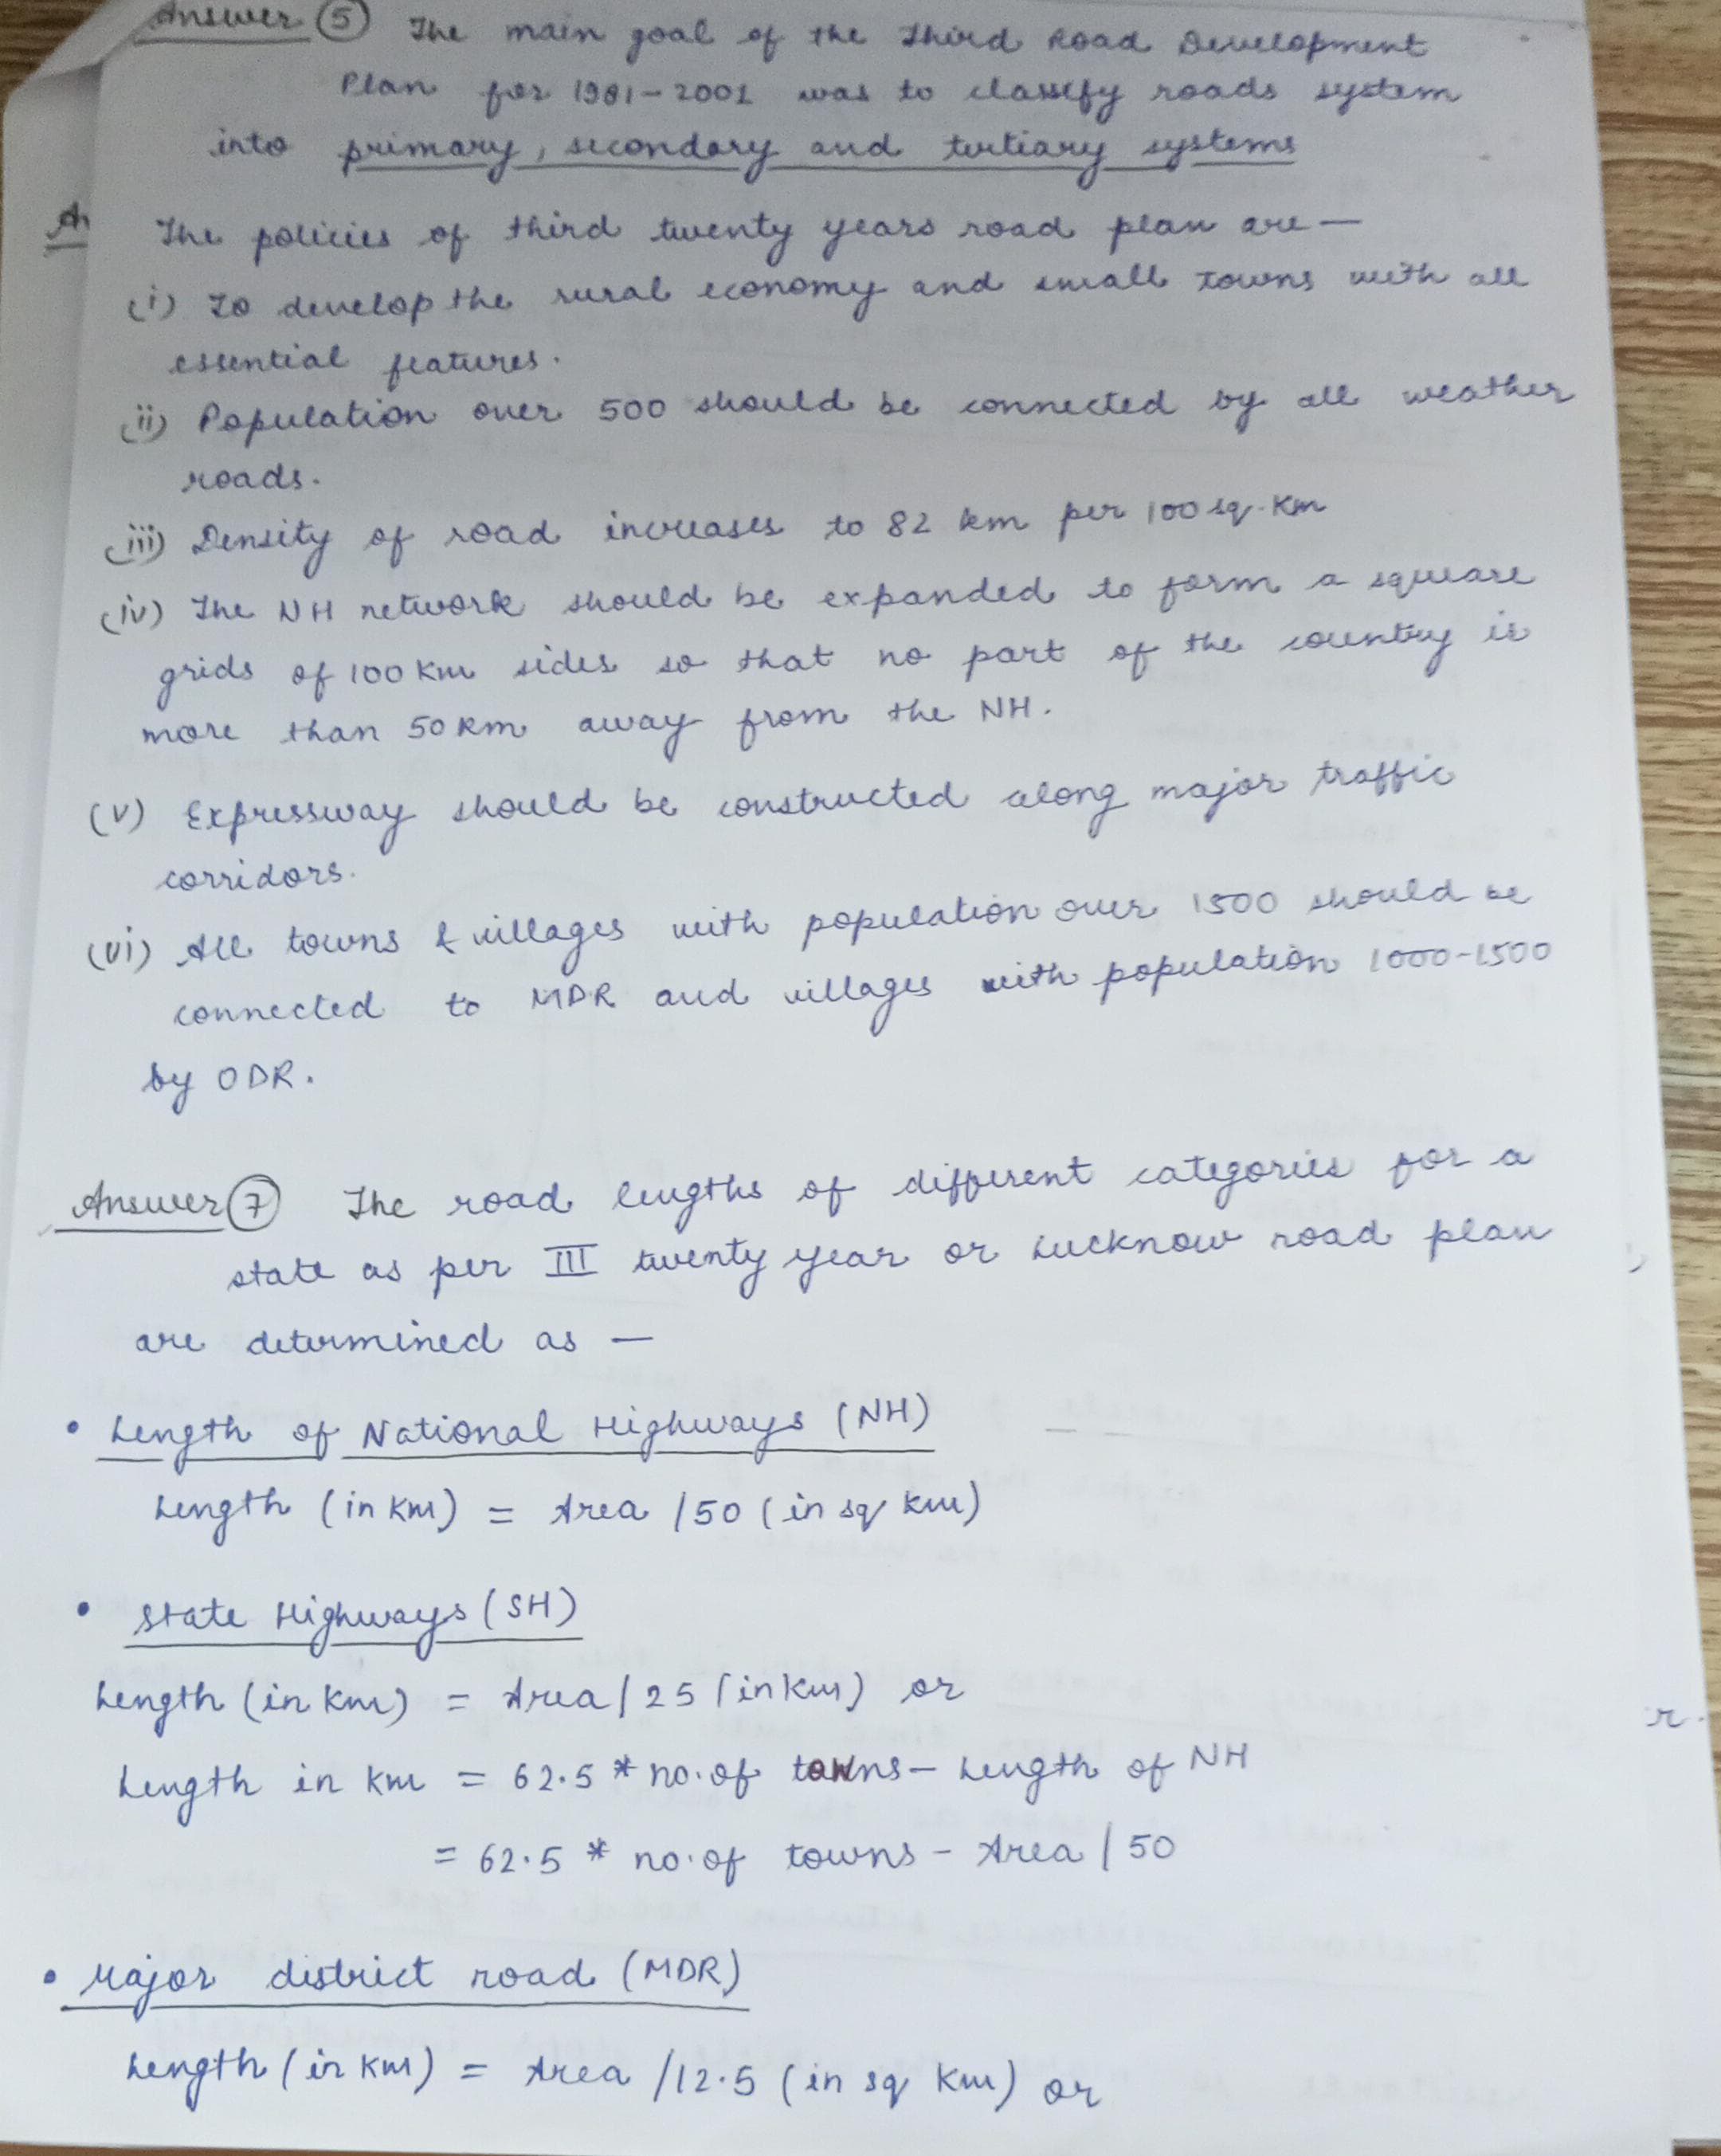 Answer 5 The main goal of the Third Road Development
Plan for 1981-2001 was to classify roads system
into primary, secondary and tertiary systems
An
The policies of third twenty years road plan are —
(i) To develop the rural economy and small towns with all
essential features.
(ii) Population over 500 should be connected by all weather
roads.
(iii) Density of road increases to 82 km per 100 sq. Km
(iv) The NH network should be expanded to form a square
grids of 100 Km sides so that no part of the country is
more than 50 Km away from the NH.
(v) Expressway should be constructed along major traffic
corridors.
(vi) All towns & villages with population over 1500 should be
connected to MDR and villages with population 1000-1500
by ODR.
Answer 7 The road lengths of different categories for a
state as per III twenty year or Lucknow road plan
are determined as —
• Length of National Highways (NH)
Length (in Km) = Area / 50 (in sq km)
• State Highways (SH)
Length (in Km) = Area / 25 (in Km) or
Length in Km = 62.5 * no. of towns — Length of NH
= 62.5 * no. of towns - Area / 50
r.
• Major district road (MDR)
Length (in Km) = Area / 12.5 (in sq Km) or